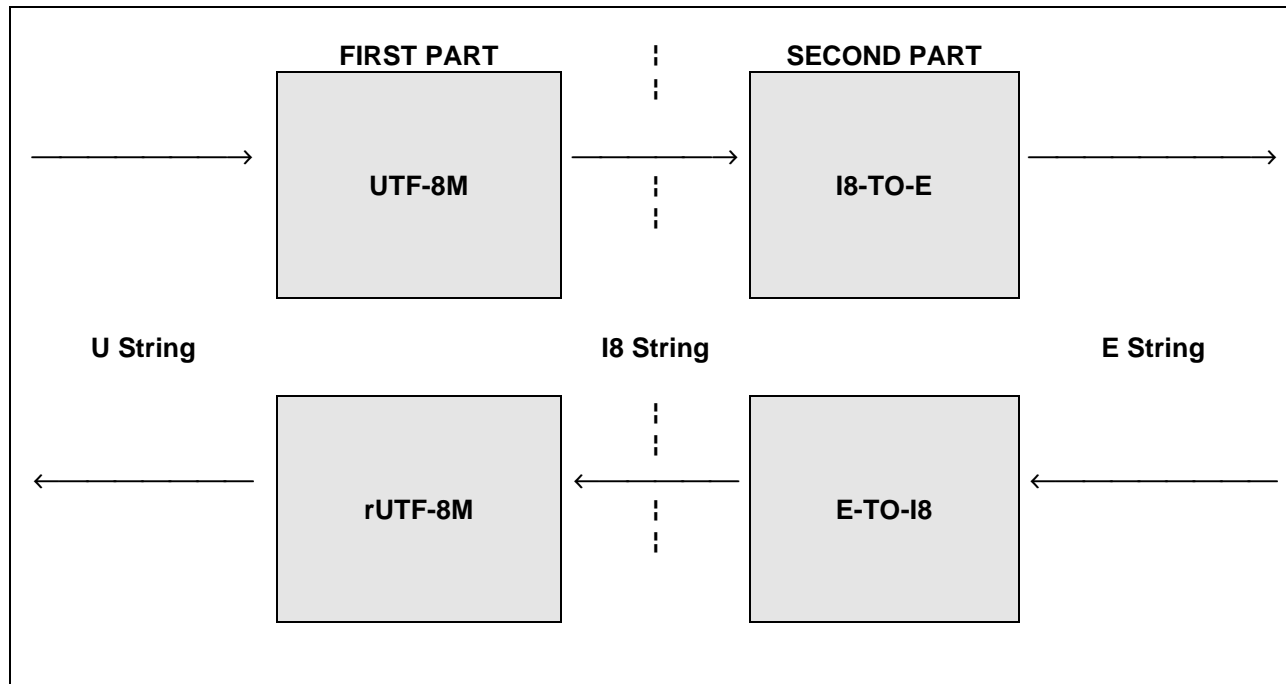 FIRST PART SECOND PART
UTF-8M I8-TO-E
U String I8 String E String
rUTF-8M E-TO-I8